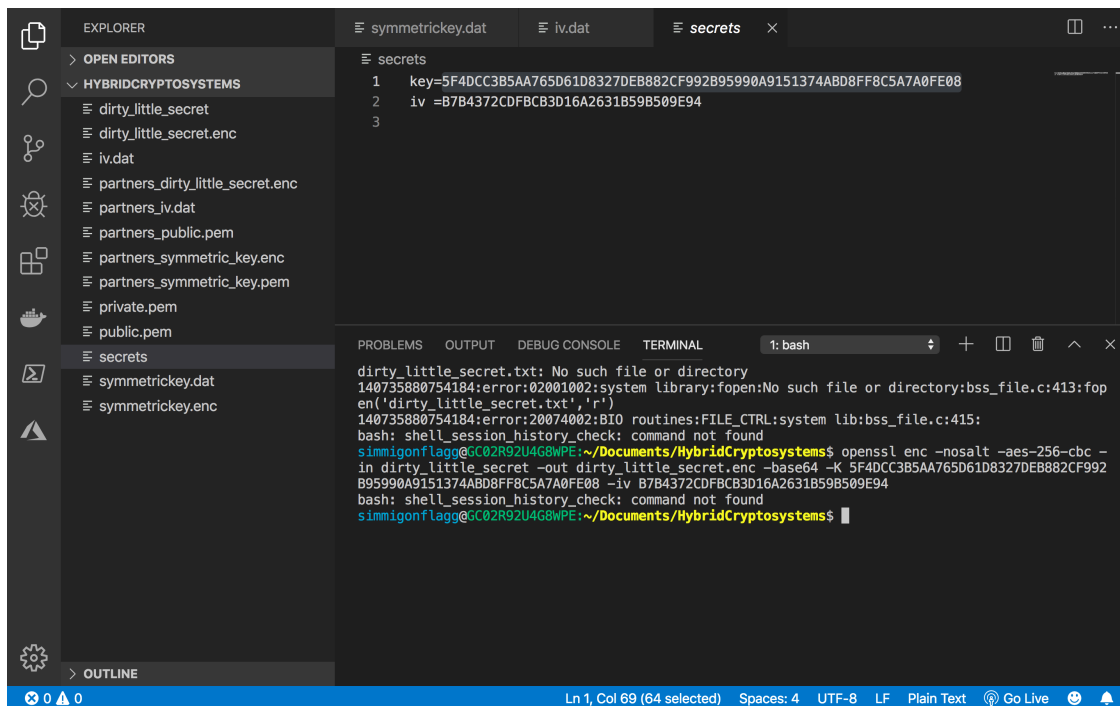 EXPLORER
OPEN EDITORS
HYBRIDCRYPTOSYSTEMS
dirty_little_secret
dirty_little_secret.enc
iv.dat
partners_dirty_little_secret.enc
partners_iv.dat
partners_public.pem
partners_symmetric_key.enc
partners_symmetric_key.pem
private.pem
public.pem
secrets
symmetrickey.dat
symmetrickey.enc
OUTLINE
symmetrickey.dat iv.dat secrets
secrets
1 key=5F4DCC3B5AA765D61D8327DEB882CF992B95990A9151374ABD8FF8C5A7A0FE08
2 iv =B7B4372CDFBCB3D16A2631B59B509E94
3
PROBLEMS OUTPUT DEBUG CONSOLE TERMINAL 1: bash
dirty_little_secret.txt: No such file or directory
140735880754184:error:02001002:system library:fopen:No such file or directory:bss_file.c:413:fop
en('dirty_little_secret.txt','r')
140735880754184:error:20074002:BIO routines:FILE_CTRL:system lib:bss_file.c:415:
bash: shell_session_history_check: command not found
simmigonflagg@GC02R92U4G8WPE:~/Documents/HybridCryptosystems$ openssl enc -nosalt -aes-256-cbc -
in dirty_little_secret -out dirty_little_secret.enc -base64 -K 5F4DCC3B5AA765D61D8327DEB882CF992
B95990A9151374ABD8FF8C5A7A0FE08 -iv B7B4372CDFBCB3D16A2631B59B509E94
bash: shell_session_history_check: command not found
simmigonflagg@GC02R92U4G8WPE:~/Documents/HybridCryptosystems$
0 0 Ln 1, Col 69 (64 selected) Spaces: 4 UTF-8 LF Plain Text Go Live